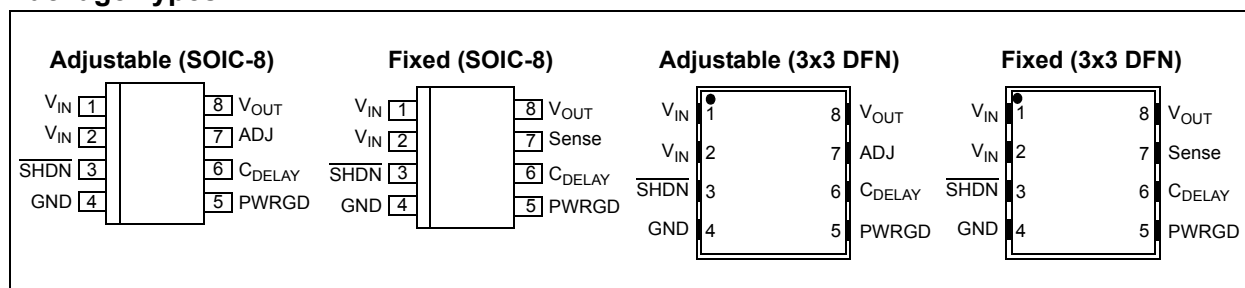 Adjustable (SOIC-8)
VIN 1
VIN 2
SHDN 3
GND 4
8 VOUT
7 ADJ
6 CDELAY
5 PWRGD
Fixed (SOIC-8)
VIN 1
VIN 2
SHDN 3
GND 4
8 VOUT
7 Sense
6 CDELAY
5 PWRGD
Adjustable (3x3 DFN)
VIN 1
VIN 2
SHDN 3
GND 4
8 VOUT
7 ADJ
6 CDELAY
5 PWRGD
Fixed (3x3 DFN)
VIN 1
VIN 2
SHDN 3
GND 4
8 VOUT
7 Sense
6 CDELAY
5 PWRGD